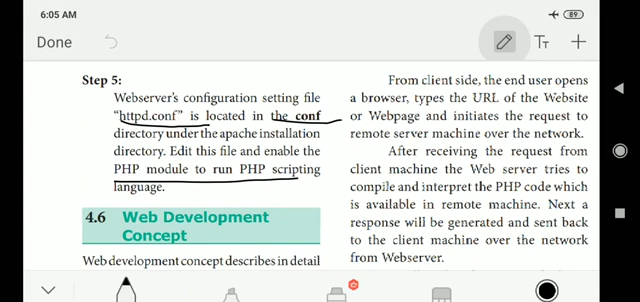 6:05 AM
89
Done
TT
Step 5:
Webserver's configuration setting file
"httpd.conf" is located in the conf
directory under the apache installation
directory. Edit this file and enable the
PHP module to run PHP scripting
language.
4.6 Web Development
Concept
Web development concept describes in detail
From client side, the end user opens
a browser, types the URL of the Website
or Webpage and initiates the request to
remote server machine over the network.
After receiving the request from
client machine the Web server tries to
compile and interpret the PHP code which
is available in remote machine. Next a
response will be generated and sent back
to the client machine over the network
from Webserver.